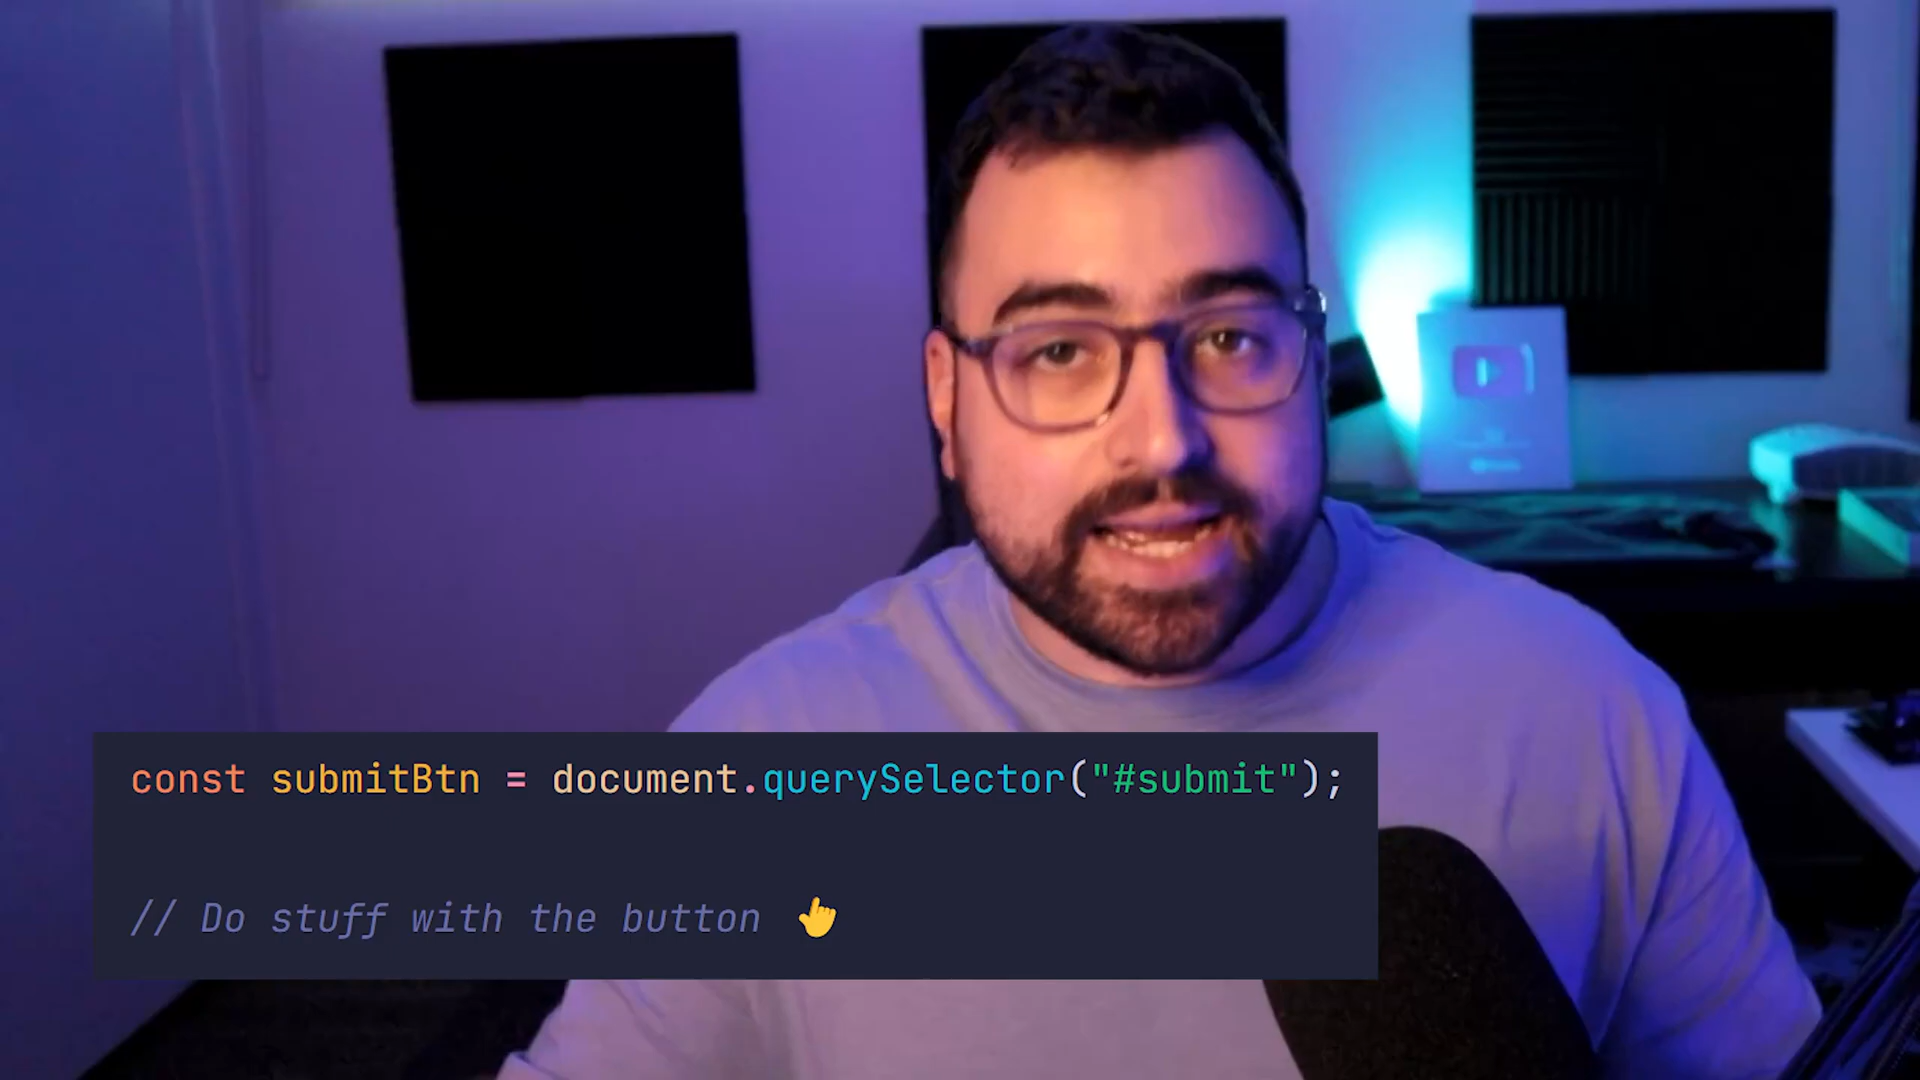 const submitBtn = document.querySelector("#submit");
// Do stuff with the button 👆